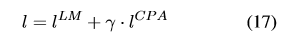 l = l^{LM} + γ · l^{CPA} (17)